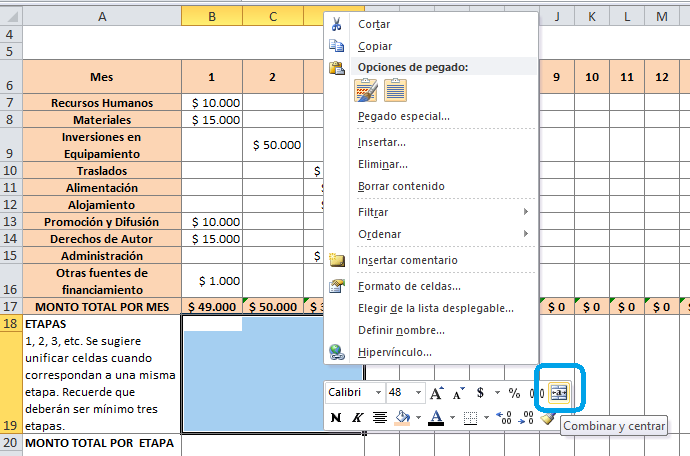 B C
4
5
6 Mes 1 2 9 10 11 12
7 Recursos Humanos $ 10.000
8 Materiales $ 15.000
9 Inversiones en
Equipamiento $ 50.000
10 Traslados $
11 Alimentación
12 Alojamiento
13 Promoción y Difusión $ 10.000
14 Derechos de Autor $ 15.000
15 Administración $
16 Otras fuentes de
financiamiento $ 1.000
17 MONTO TOTAL POR MES $ 49.000 $ 50.000 $ $ 0 $ 0 $ 0 $ 0
18 ETAPAS
1, 2, 3, etc. Se sugiere
unificar celdas cuando
correspondan a una misma
etapa. Recuerde que
deberán ser mínimo tres
19 etapas.
20 MONTO TOTAL POR ETAPA
J K L M
Cortar
Copiar
Opciones de pegado:
Pegado especial...
Insertar...
Eliminar...
Borrar contenido
Filtrar
Ordenar
Insertar comentario
Formato de celdas...
Elegir de la lista desplegable...
Definir nombre...
Hipervínculo...
Calibri 48 A A $ % a
N K A ,00 ,0
Combinar y centrar